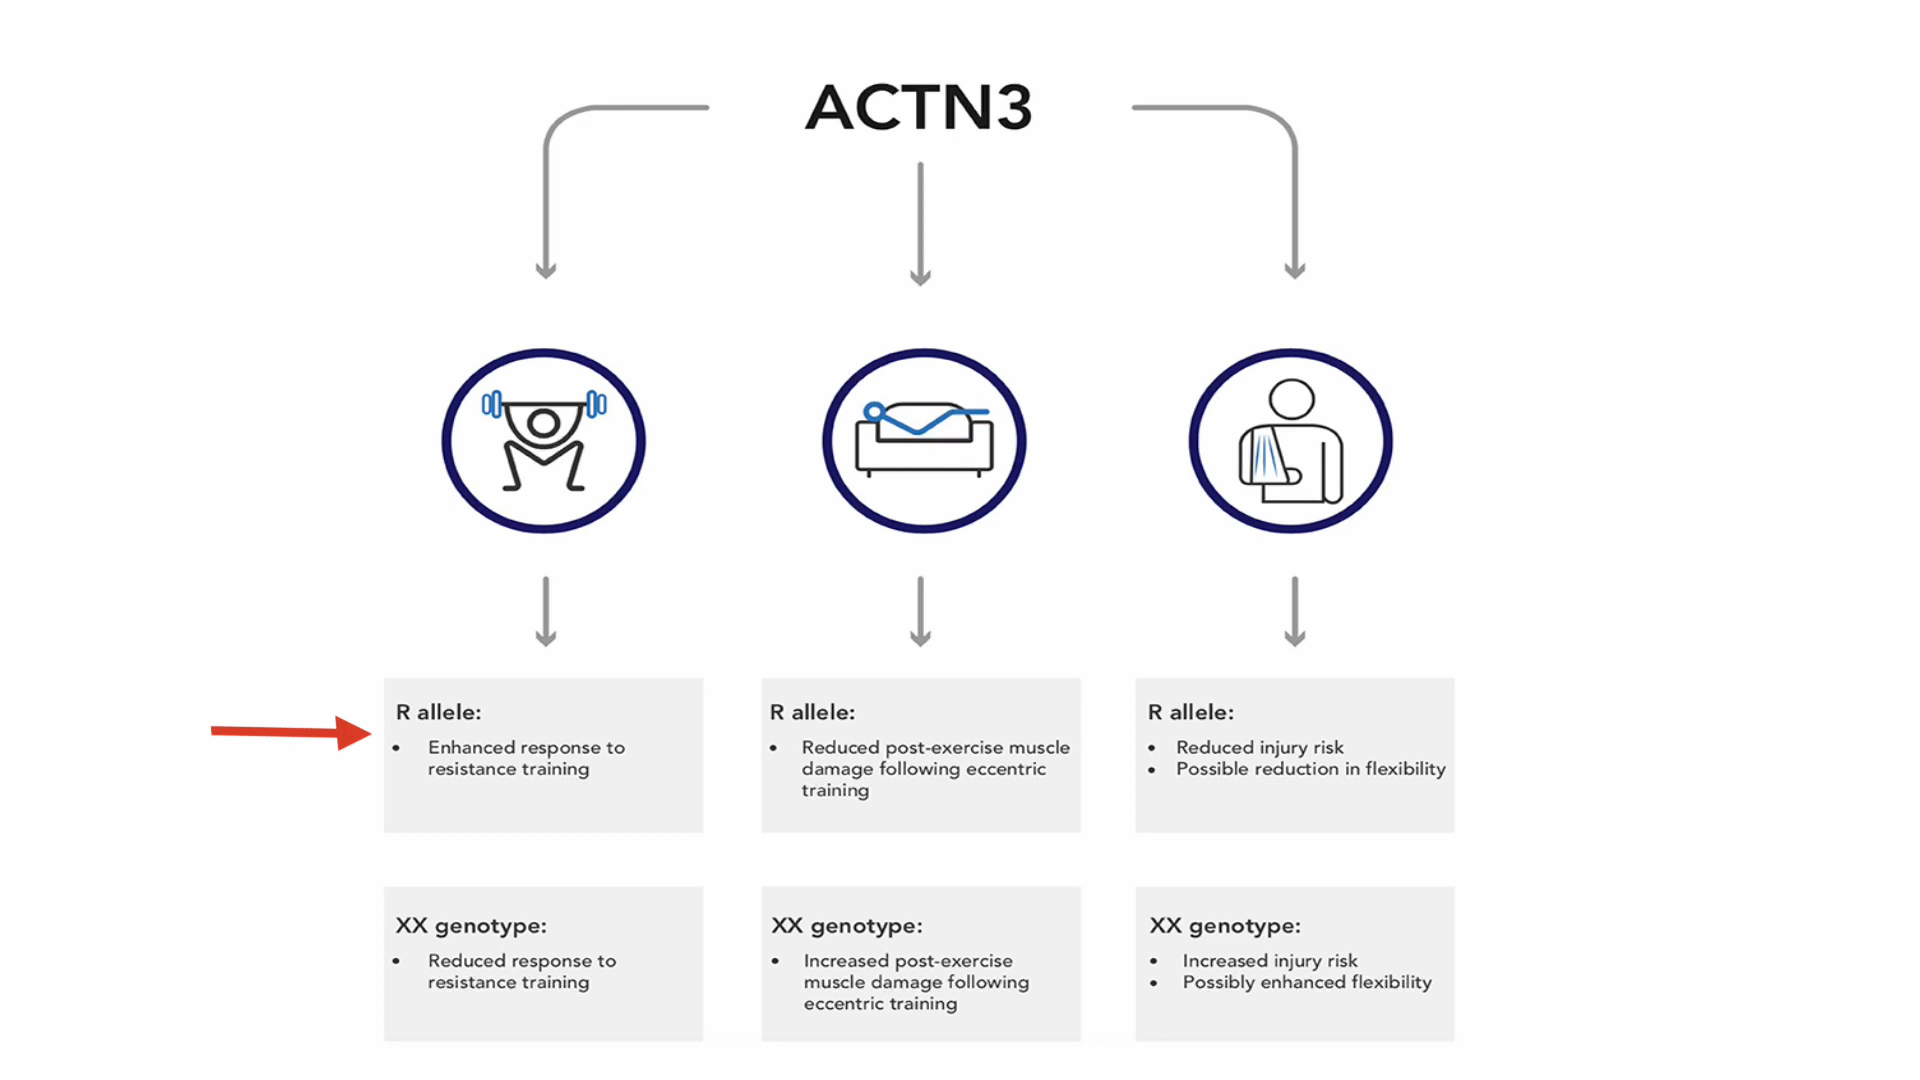 ACTN3
R allele:
• Enhanced response to
resistance training
R allele:
• Reduced post-exercise muscle
damage following eccentric
training
R allele:
• Reduced injury risk
• Possible reduction in flexibility
XX genotype:
• Reduced response to
resistance training
XX genotype:
• Increased post-exercise
muscle damage following
eccentric training
XX genotype:
• Increased injury risk
• Possibly enhanced flexibility